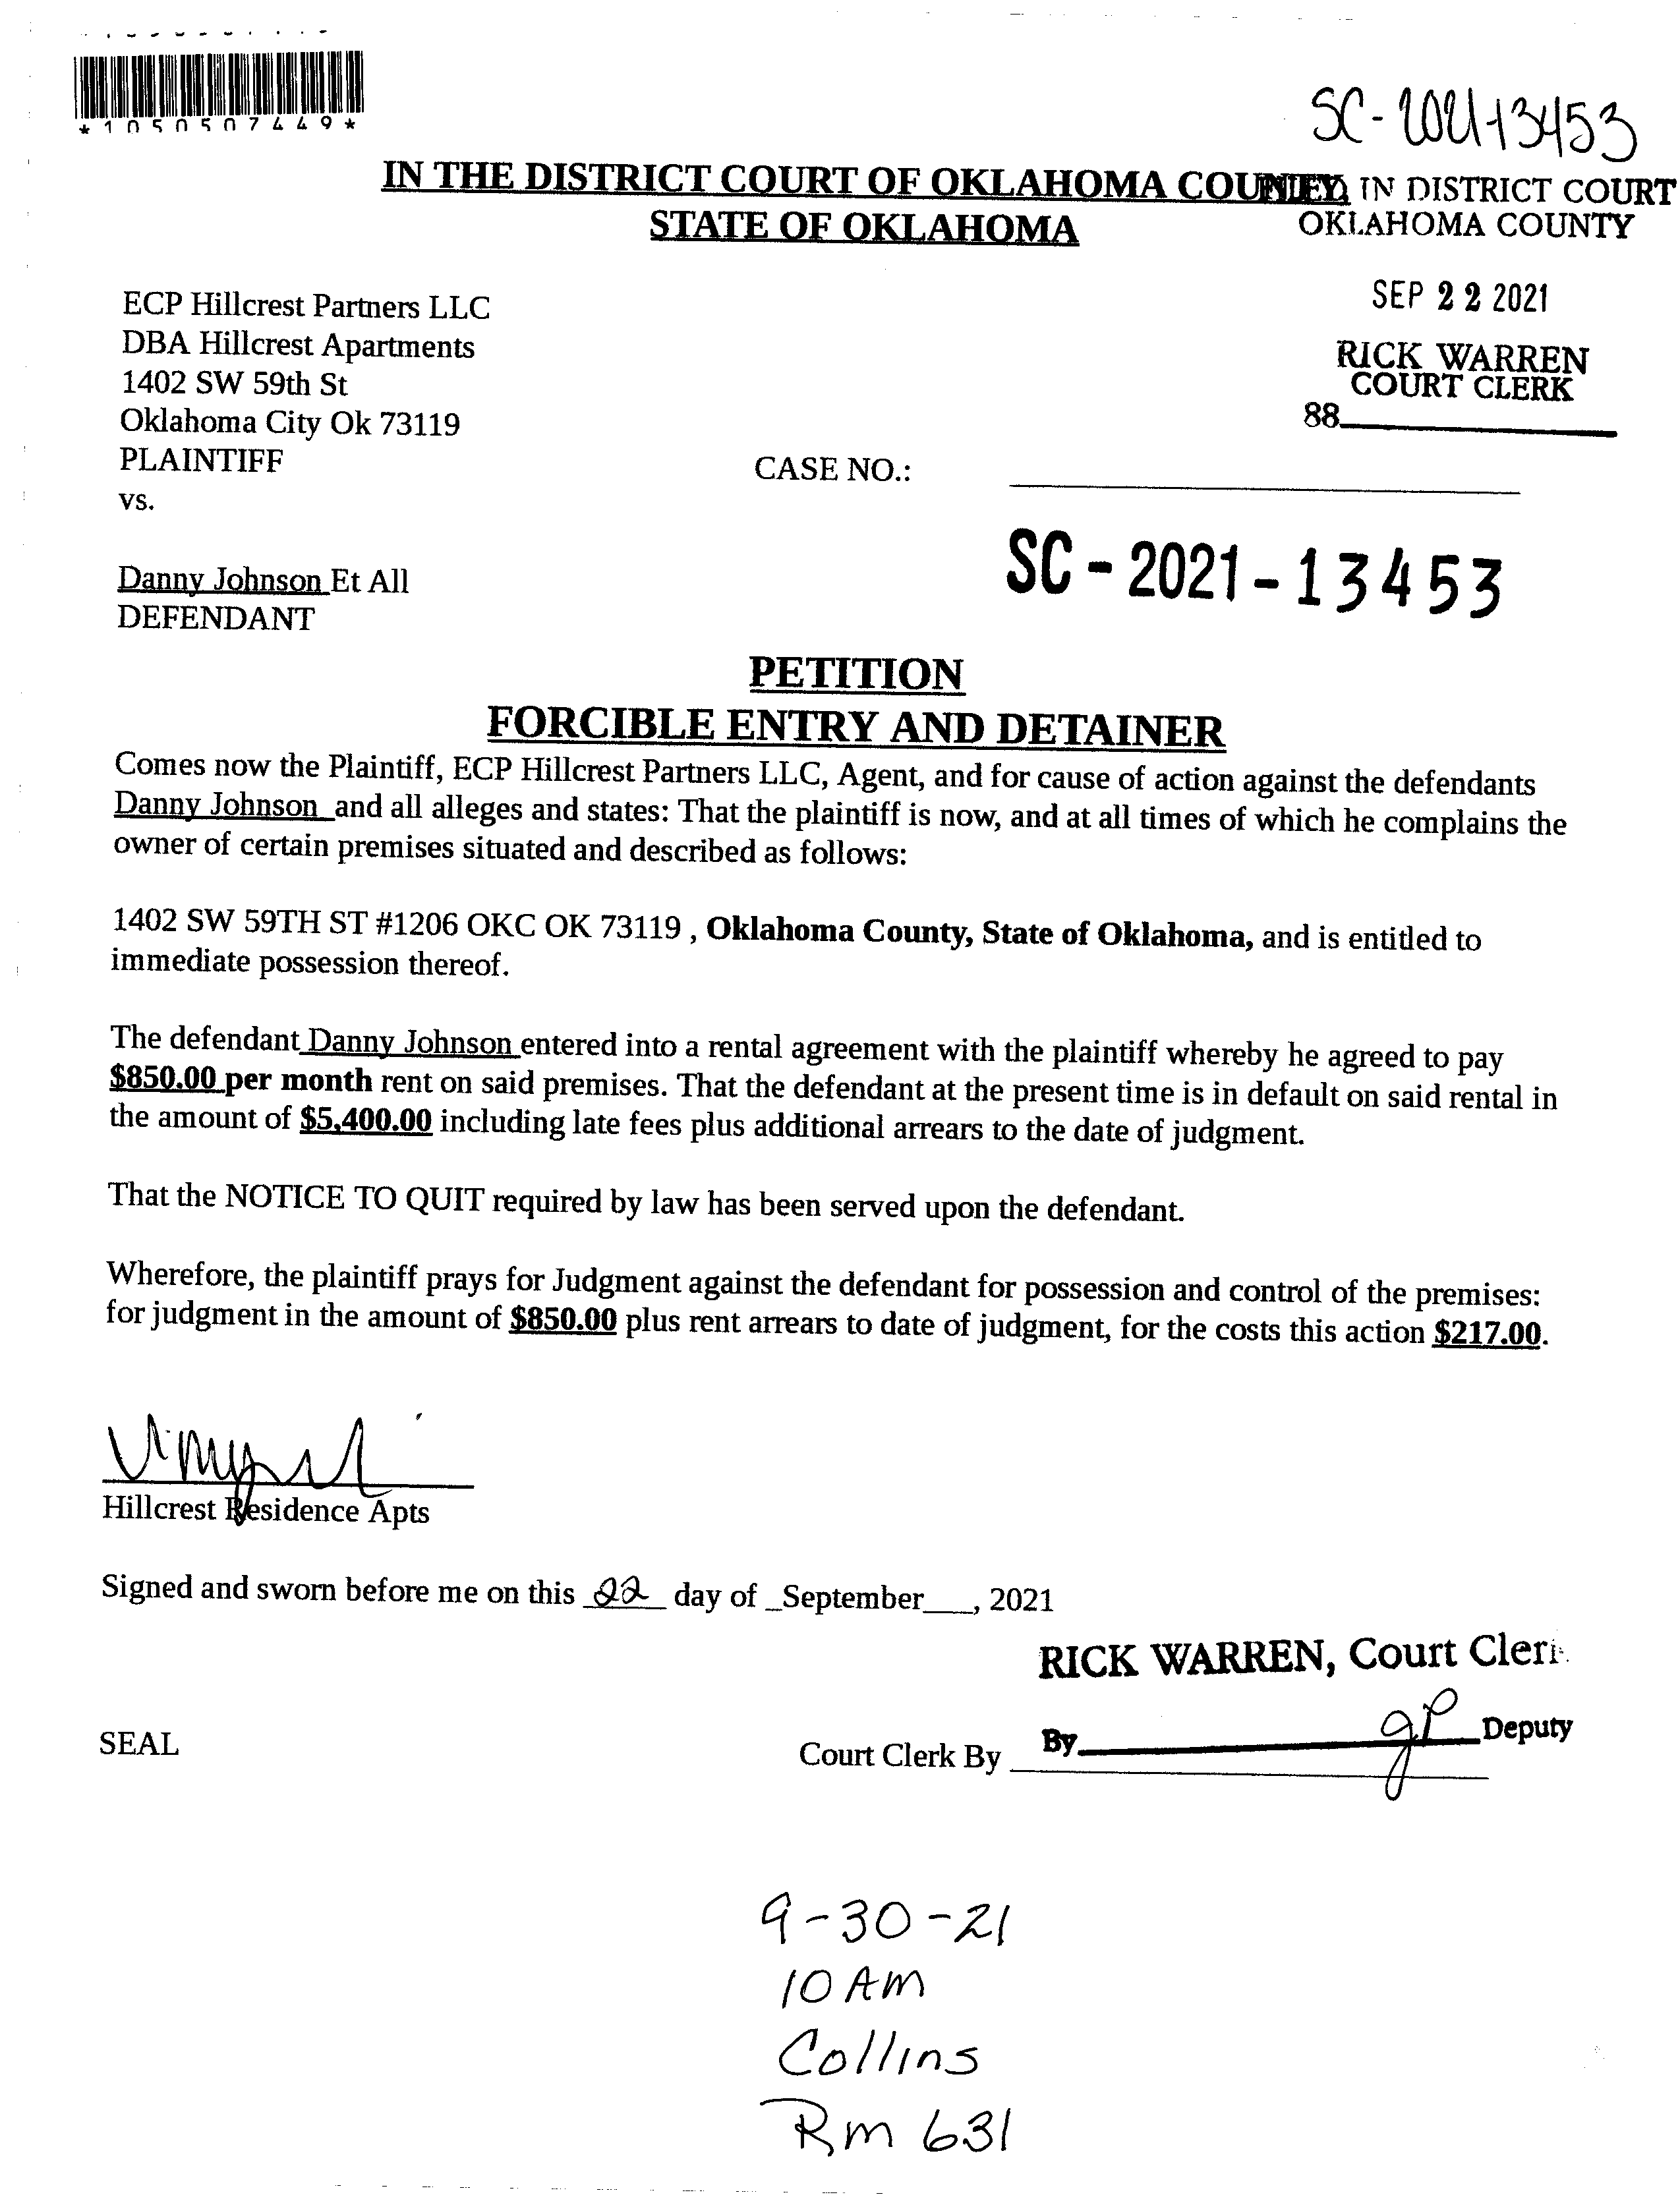 *1050507449*
SC-2021-13453
IN THE DISTRICT COURT OF OKLAHOMA COUNTY,
FILED IN DISTRICT COURT
STATE OF OKLAHOMA
OKLAHOMA COUNTY
SEP 22 2021
RICK WARREN
COURT CLERK
88
ECP Hillcrest Partners LLC
DBA Hillcrest Apartments
1402 SW 59th St
Oklahoma City Ok 73119
PLAINTIFF
CASE NO.:
vs.
SC-2021-13453
Danny Johnson Et All
DEFENDANT
PETITION
FORCIBLE ENTRY AND DETAINER
Comes now the Plaintiff, ECP Hillcrest Partners LLC, Agent, and for cause of action against the defendants
Danny Johnson and all alleges and states: That the plaintiff is now, and at all times of which he complains the
owner of certain premises situated and described as follows:
1402 SW 59TH ST #1206 OKC OK 73119 , Oklahoma County, State of Oklahoma, and is entitled to
immediate possession thereof.
The defendant Danny Johnson entered into a rental agreement with the plaintiff whereby he agreed to pay
$850.00 per month rent on said premises. That the defendant at the present time is in default on said rental in
the amount of $5,400.00 including late fees plus additional arrears to the date of judgment.
That the NOTICE TO QUIT required by law has been served upon the defendant.
Wherefore, the plaintiff prays for Judgment against the defendant for possession and control of the premises:
for judgment in the amount of $850.00 plus rent arrears to date of judgment, for the costs this action $217.00.
Hillcrest Residence Apts
Signed and sworn before me on this 22 day of _September___, 2021
RICK WARREN, Court Clerk
By gP Deputy
SEAL
Court Clerk By
9-30-21
10 AM
Collins
Rm 631